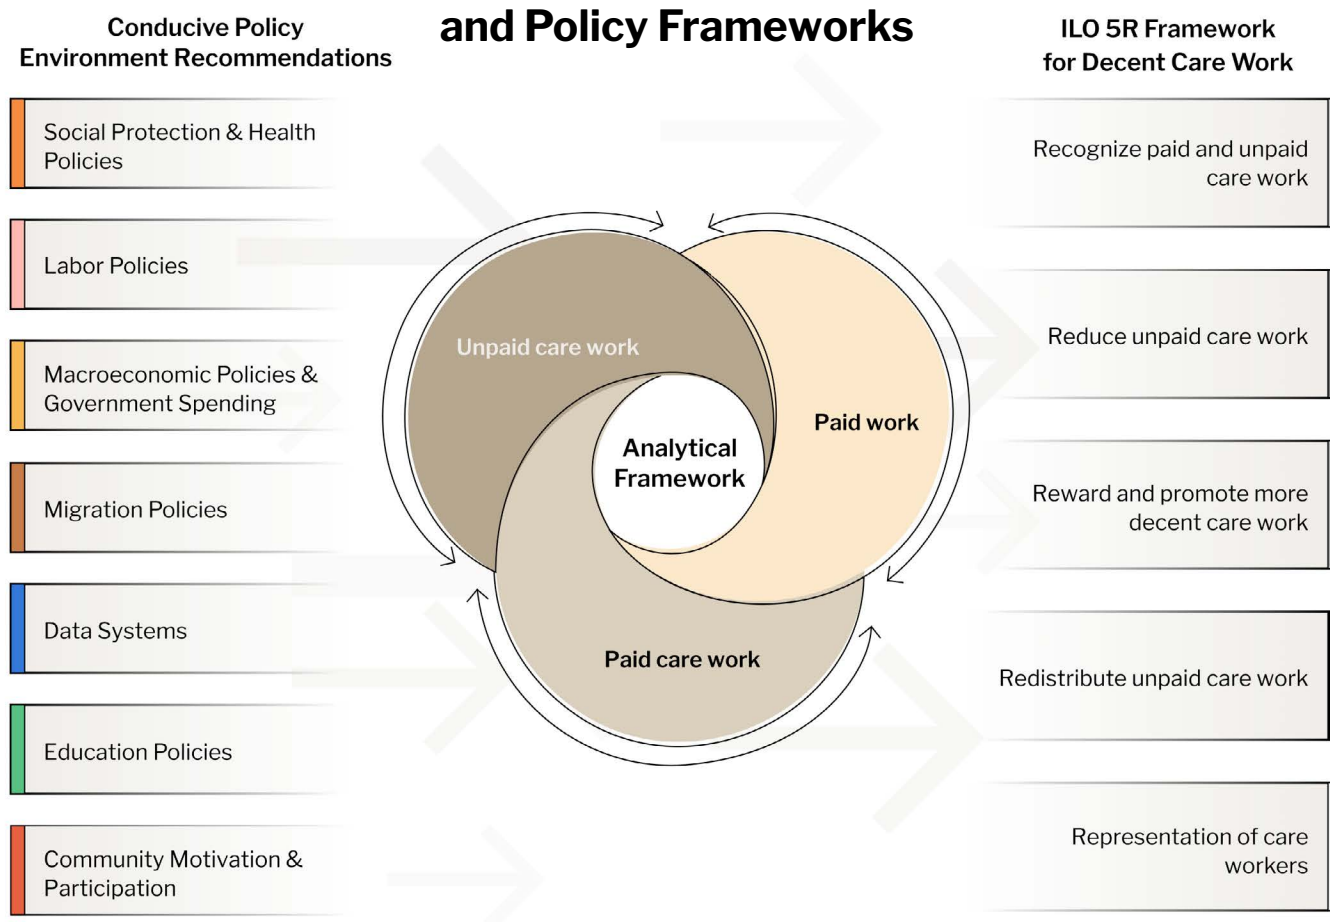 and Policy Frameworks
Conducive Policy
Environment Recommendations
Social Protection & Health
Policies
Labor Policies
Macroeconomic Policies &
Government Spending
Migration Policies
Data Systems
Education Policies
Community Motivation &
Participation
Unpaid care work
Paid work
Analytical
Framework
Paid care work
ILO 5R Framework
for Decent Care Work
Recognize paid and unpaid
care work
Reduce unpaid care work
Reward and promote more
decent care work
Redistribute unpaid care work
Representation of care
workers